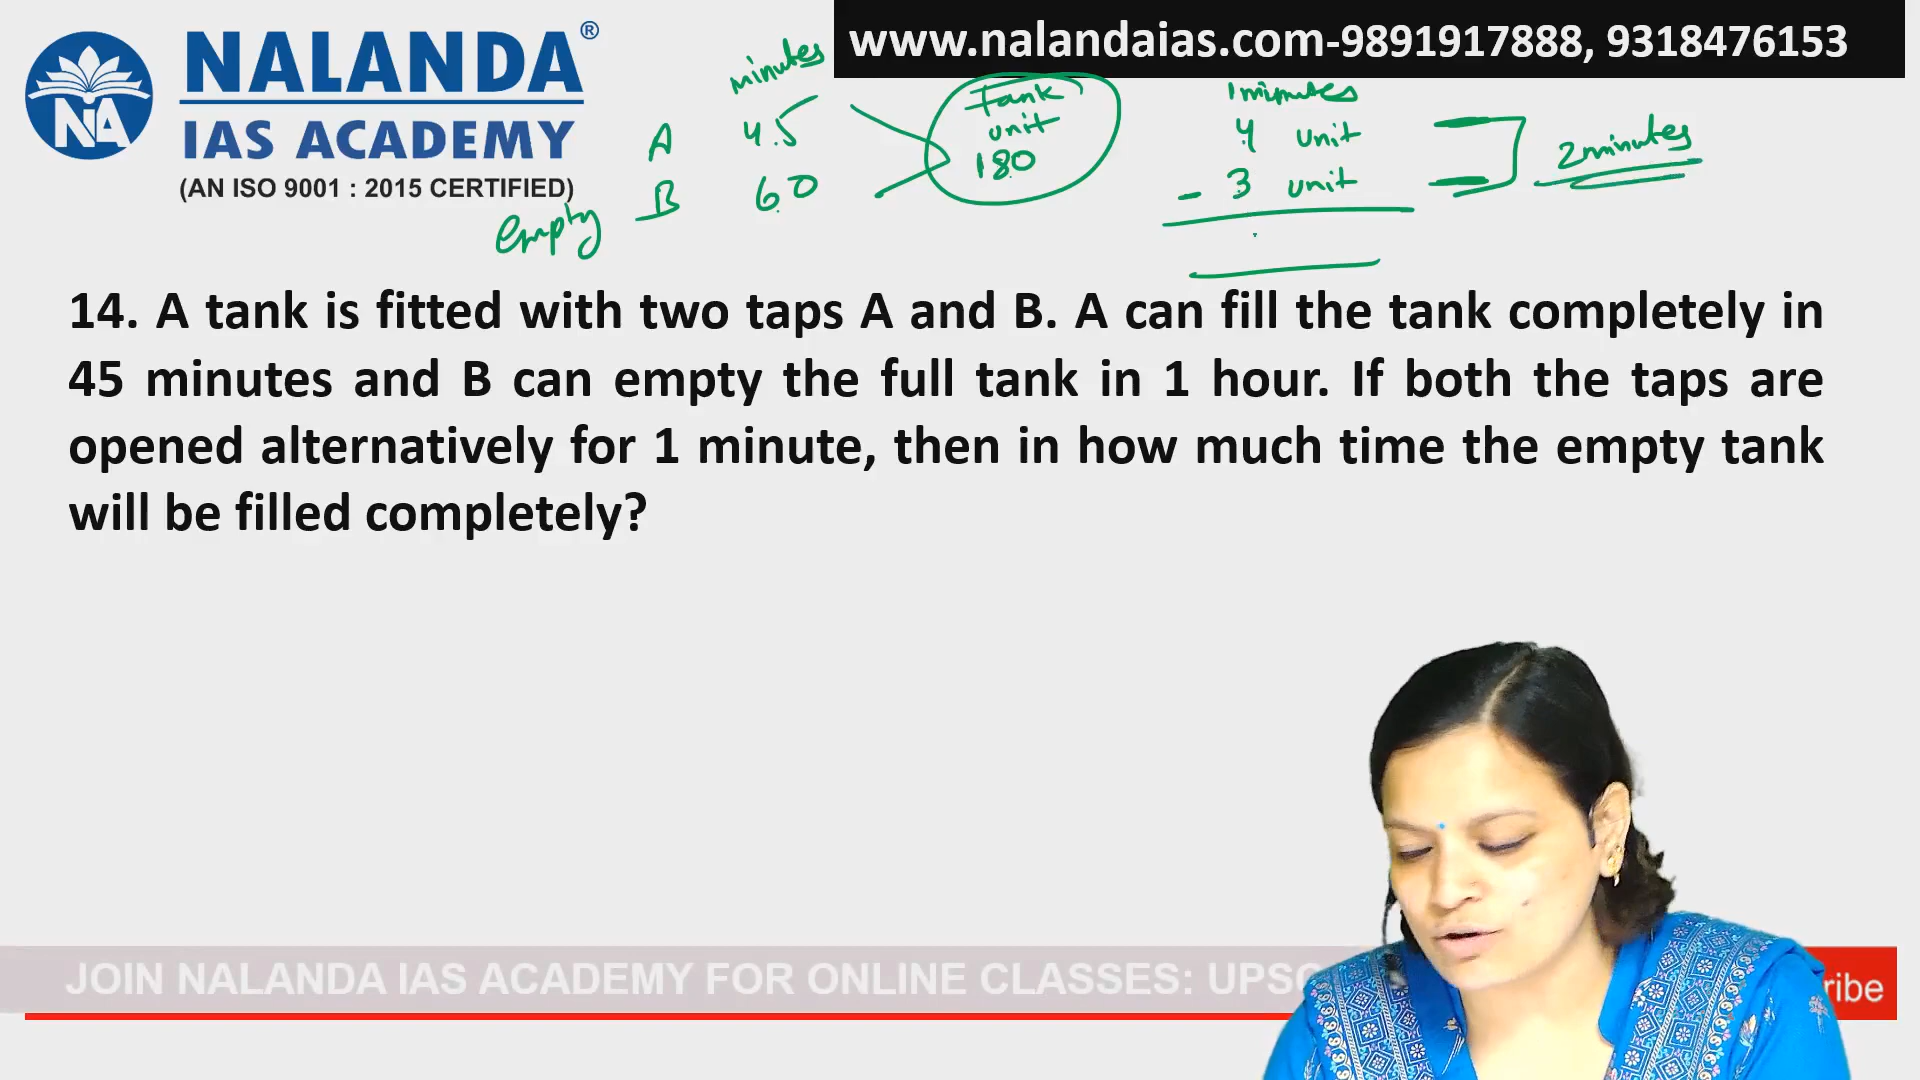 NALANDA®
IAS ACADEMY
(AN ISO 9001 : 2015 CERTIFIED)
NA
www.nalandaias.com-9891917888, 9318476153
minutes
A 45
B 60
empty
Tank
unit
180
1 minutes
4 unit
- 3 unit
2 minutes
14. A tank is fitted with two taps A and B. A can fill the tank completely in
45 minutes and B can empty the full tank in 1 hour. If both the taps are
opened alternatively for 1 minute, then in how much time the empty tank
will be filled completely?
JOIN NALANDA IAS ACADEMY FOR ONLINE CLASSES: UPSC
ribe